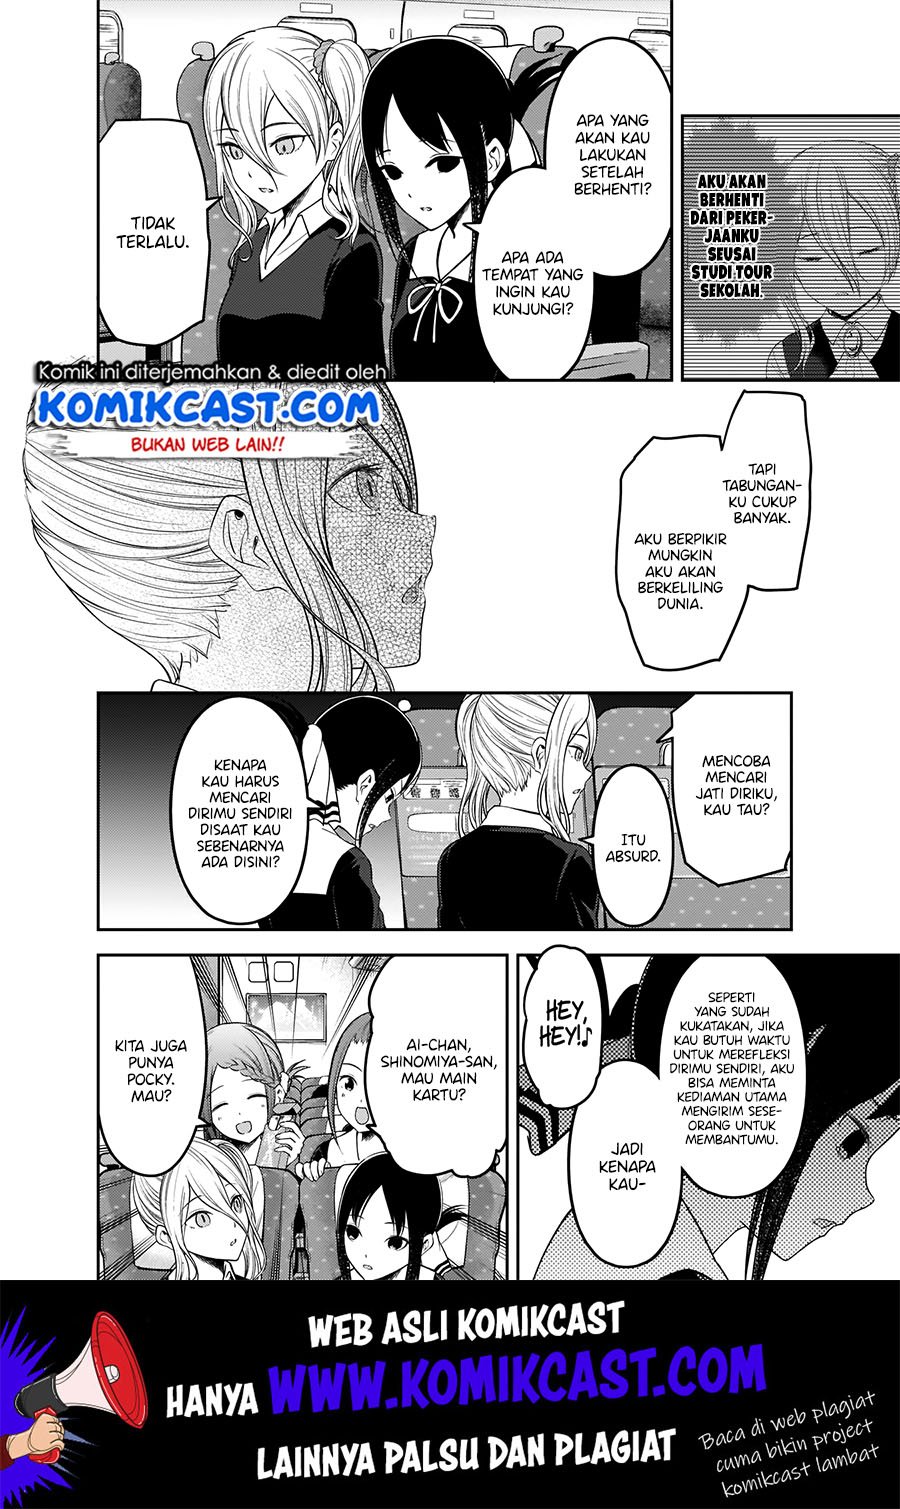 AKU AKAN
BERHENTI
DARI PEKER-
JAANKU
SEUSAI
STUDI TOUR
SEKOLAH.
APA YANG
AKAN KAU
LAKUKAN
SETELAH
BERHENTI?
APA ADA
TEMPAT YANG
INGIN KAU
KUNJUNGI?
TIDAK
TERLALU.
Komik ini diterjemahkan & diedit oleh
KOMIKCAST.COM
BUKAN WEB LAIN!!
TAPI
TABUNGAN-
KU CUKUP
BANYAK.
AKU BERPIKIR
MUNGKIN
AKU AKAN
BERKELILING
DUNIA.
MENCOBA
MENCARI
JATI DIRIKU,
KAU TAU?
ITU
ABSURD.
KENAPA
KAU HARUS
MENCARI
DIRIMU SENDIRI
DISAAT KAU
SEBENARNYA
ADA DISINI?
SEPERTI
YANG SUDAH
KUKATAKAN, JIKA
KAU BUTUH WAKTU
UNTUK MEREFLEKSI
DIRIMU SENDIRI, AKU
BISA MEMINTA
KEDIAMAN UTAMA
MENGIRIM SESE-
ORANG UNTUK
MEMBANTUMU.
JADI
KENAPA
KAU-
HEY,
HEY!♪
AI-CHAN,
SHINOMIYA-SAN,
MAU MAIN
KARTU?
KITA JUGA
PUNYA
POCKY.
MAU?
WEB ASLI KOMIKCAST
HANYA WWW.KOMIKCAST.COM
LAINNYA PALSU DAN PLAGIAT
Baca di web plagiat
cuma bikin project
komikcast lambat